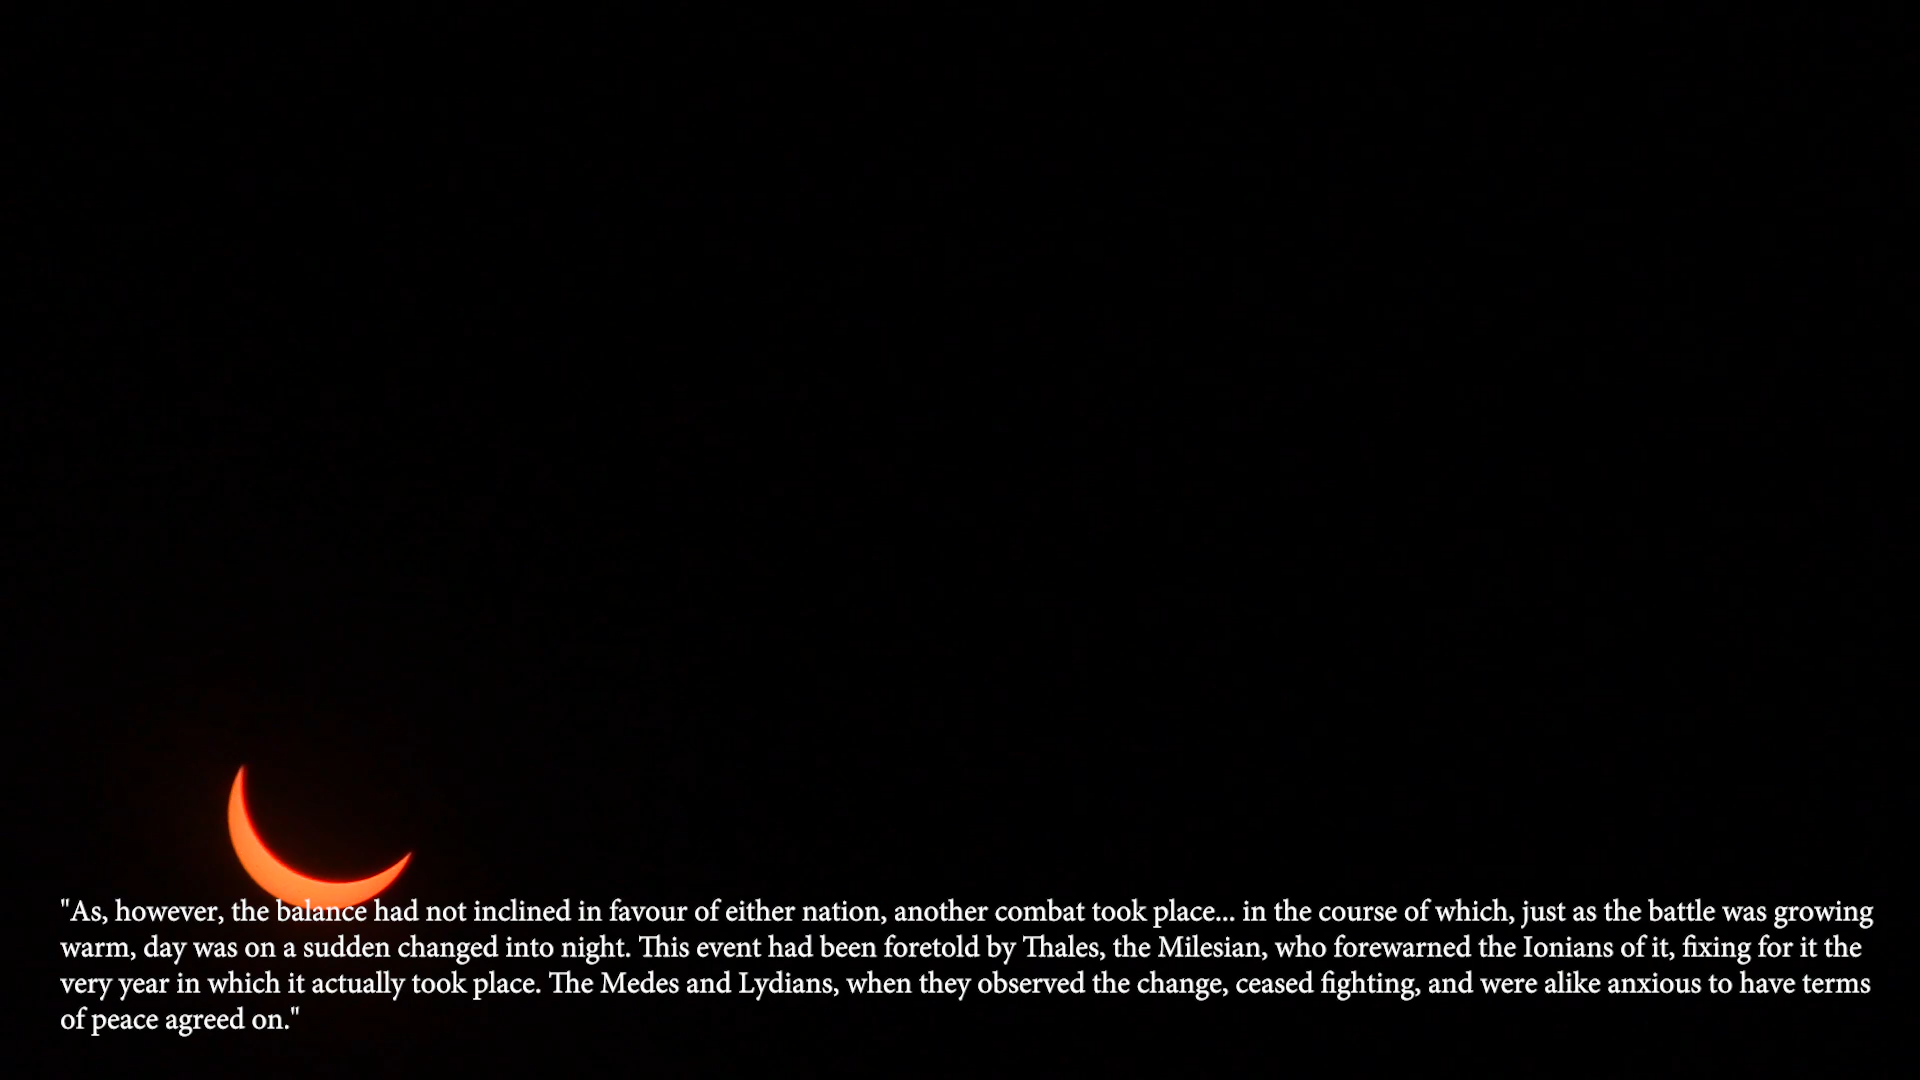 "As, however, the balance had not inclined in favour of either nation, another combat took place... in the course of which, just as the battle was growing
warm, day was on a sudden changed into night. This event had been foretold by Thales, the Milesian, who forewarned the Ionians of it, fixing for it the
very year in which it actually took place. The Medes and Lydians, when they observed the change, ceased fighting, and were alike anxious to have terms
of peace agreed on."